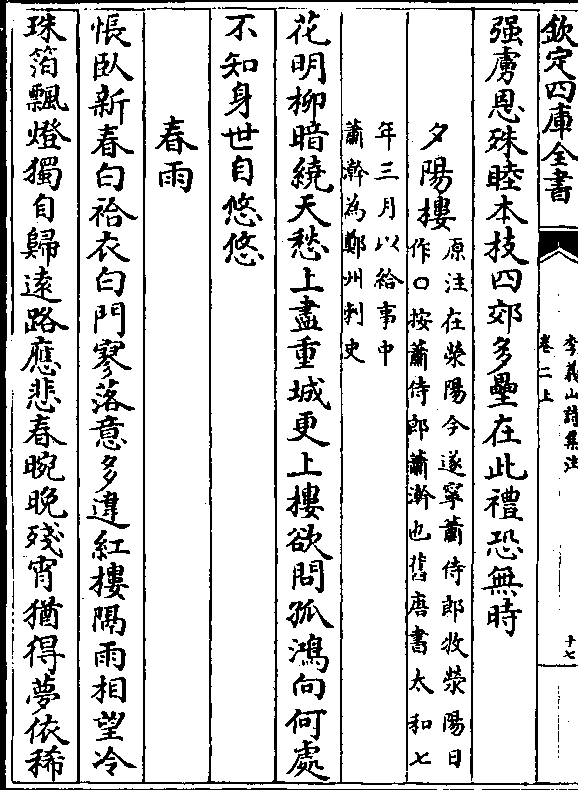 欽定四庫全書
李義山詩集注
卷二上
十七
强虜恩殊睦本技四郊多壘在此禮恐無時
夕陽樓
原注在滎陽今遂寧蕭侍郎牧滎陽日
作〇按蕭侍郎蕭澣也舊唐書太和七
年三月以給事中
蕭澣為鄭州刺史
花明柳暗繞天愁上盡重城更上樓欲問孤鴻向何處
不知身世自悠悠
春雨
悵臥新春白袷衣白門寥落意多違紅樓隔雨相望冷
珠箔飄燈獨自歸遠路應悲春晼晚殘宵猶得夢依稀